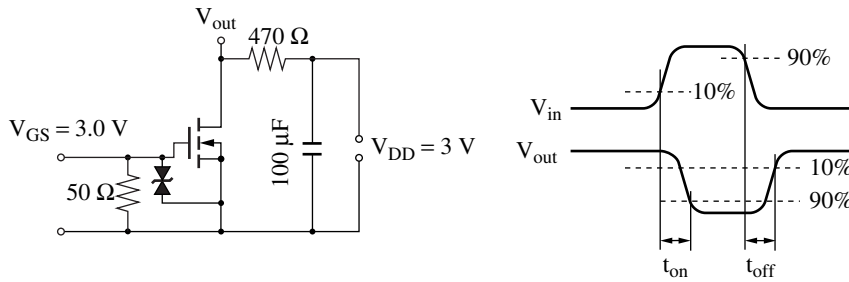 V_out
470 Ω
V_GS = 3.0 V
50 Ω
100 µF
V_DD = 3 V
90%
10%
V_in
V_out
10%
90%
t_on
t_off